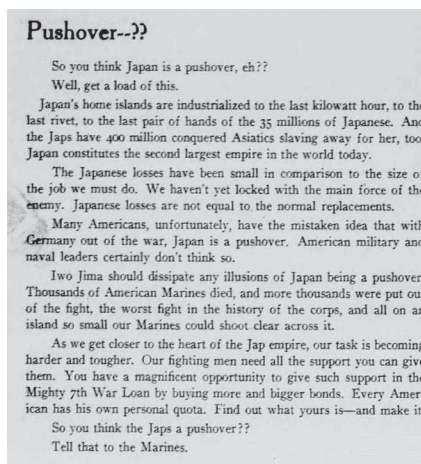 Pushover--??
So you think Japan is a pushover, eh??
Well, get a load of this.
Japan's home islands are industrialized to the last kilowatt hour, to the
last rivet, to the last pair of hands of the 35 millions of Japanese. And
the Japs have 400 million conquered Asiatics slaving away for her, too
Japan constitutes the second largest empire in the world today.
The Japanese losses have been small in comparison to the size of
the job we must do. We haven't yet locked with the main force of the
enemy. Japanese losses are not equal to the normal replacements.
Many Americans, unfortunately, have the mistaken idea that with
Germany out of the war, Japan is a pushover. American military and
naval leaders certainly don't think so.
Iwo Jima should dissipate any illusions of Japan being a pushover
Thousands of American Marines died, and more thousands were put ou
of the fight, the worst fight in the history of the corps, and all on an
island so small our Marines could shoot clear across it.
As we get closer to the heart of the Jap empire, our task is becoming
harder and tougher. Our fighting men need all the support you can give
them. You have a magnificent opportunity to give such support in the
Mighty 7th War Loan by buying more and bigger bonds. Every Amer
ican has his own personal quota. Find out what yours is—and make it
So you think the Japs a pushover??
Tell that to the Marines.